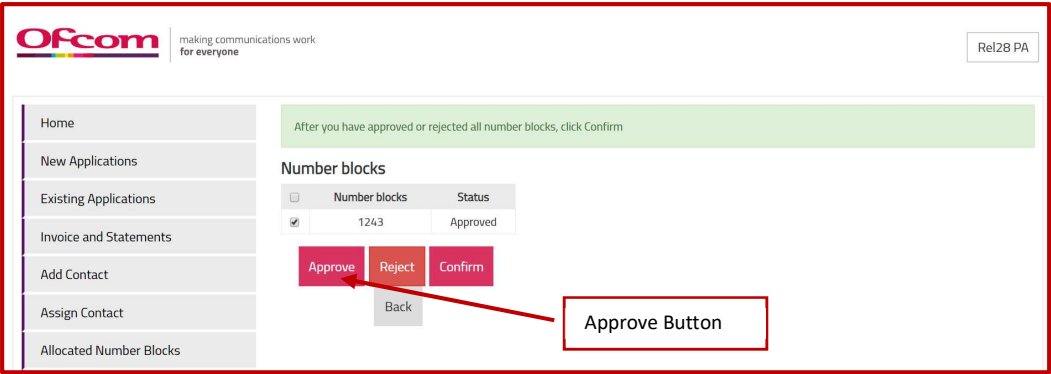 Ofcom
making communications work
for everyone
Rel28 PA
Home
New Applications
Existing Applications
Invoice and Statements
Add Contact
Assign Contact
Allocated Number Blocks
After you have approved or rejected all number blocks, click Confirm
Number blocks
Number blocks Status
1243 Approved
Approve Reject Confirm
Back
Approve Button